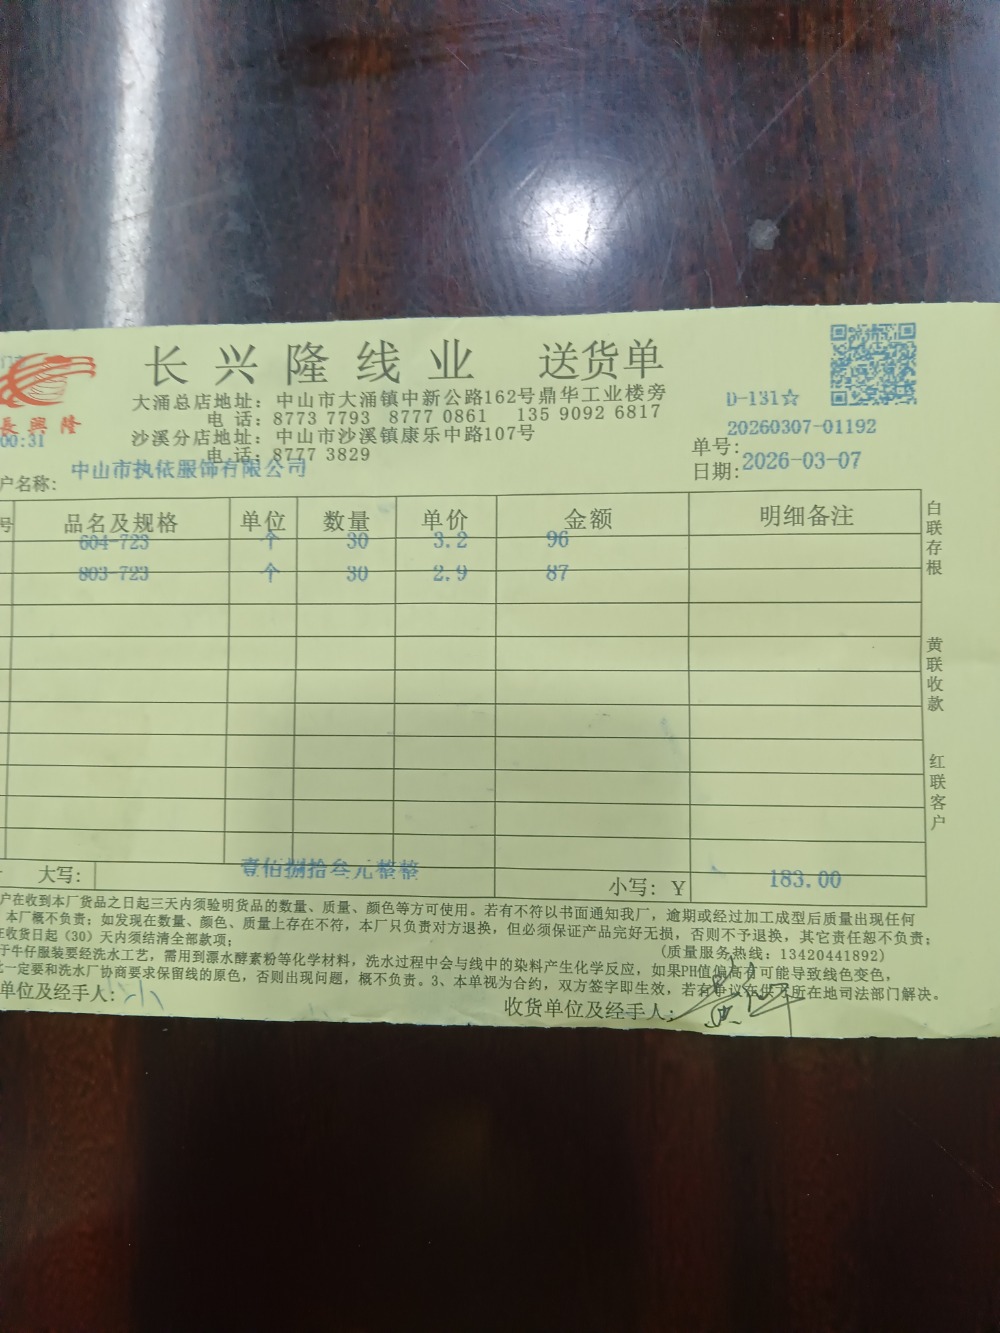 长兴隆线业 送货单
長興隆
00:31
大涌总店地址：中山市大涌镇中新公路162号鼎华工业楼旁
电 话：8773 7793 8777 0861 135 9092 6817
沙溪分店地址：中山市沙溪镇康乐中路107号
电 话：8777 3829
D-131☆
单号：20260307-01192
日期：2026-03-07
户名称：中山市执依服饰有限公司
号 品名及规格 单位 数量 单价 金额 明细备注
604-723 个 30 3.2 96
803-723 个 30 2.9 87
白联存根
黄联收款
红联客户
大写：壹佰捌拾叁元整整 小写：￥ 183.00
户在收到本厂货品之日起三天内须验明货品的数量、质量、颜色等方可使用。若有不符以书面通知我厂，逾期或经过加工成型后质量出现任何
本厂概不负责；如发现在数量、颜色、质量上存在不符，本厂只负责对方退换，但必须保证产品完好无损，否则不予退换，其它责任恕不负责；
在收货日起（30）天内须结清全部款项； （质量服务热线：13420441892）
于牛仔服装要经洗水工艺，需用到漂水酵素粉等化学材料，洗水过程中会与线中的染料产生化学反应，如果PH值偏高有可能导致线色变色，
一定要和洗水厂协商要求保留线的原色，否则出现问题，概不负责。3、本单视为合约，双方签字即生效，若有争议在供方所在地司法部门解决。
单位及经手人： 收货单位及经手人：